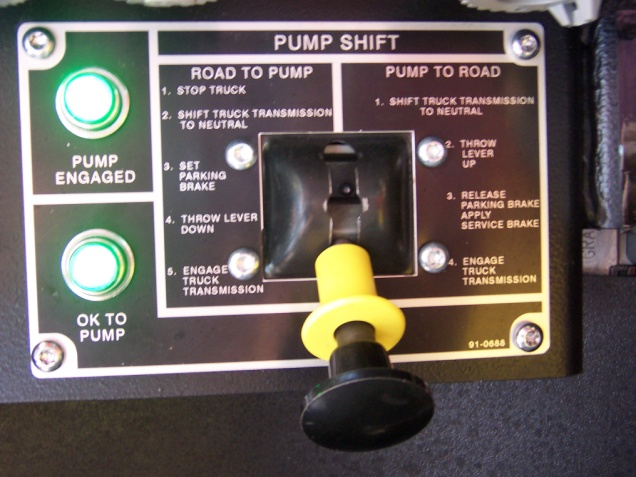 PUMP SHIFT
ROAD TO PUMP
1. STOP TRUCK
2. SHIFT TRUCK TRANSMISSION
TO NEUTRAL
3. SET
PARKING
BRAKE
4. THROW LEVER
DOWN
5. ENGAGE
TRUCK
TRANSMISSION
PUMP TO ROAD
1. SHIFT TRUCK TRANSMISSION
TO NEUTRAL
2. THROW
LEVER
UP
3. RELEASE
PARKING BRAKE
APPLY
SERVICE BRAKE
4. ENGAGE
TRUCK
TRANSMISSION
PUMP
ENGAGED
OK TO
PUMP
91-0688